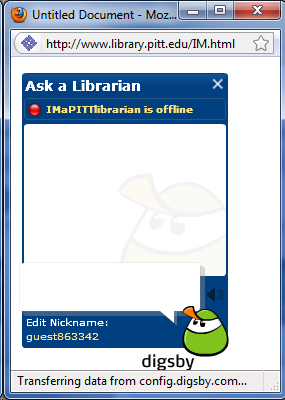 Untitled Document - Moz...
http://www.library.pitt.edu/IM.html
Ask a Librarian
IMaPITTlibrarian is offline
Edit Nickname:
guest863342
digsby
Transferring data from config.digsby.com...